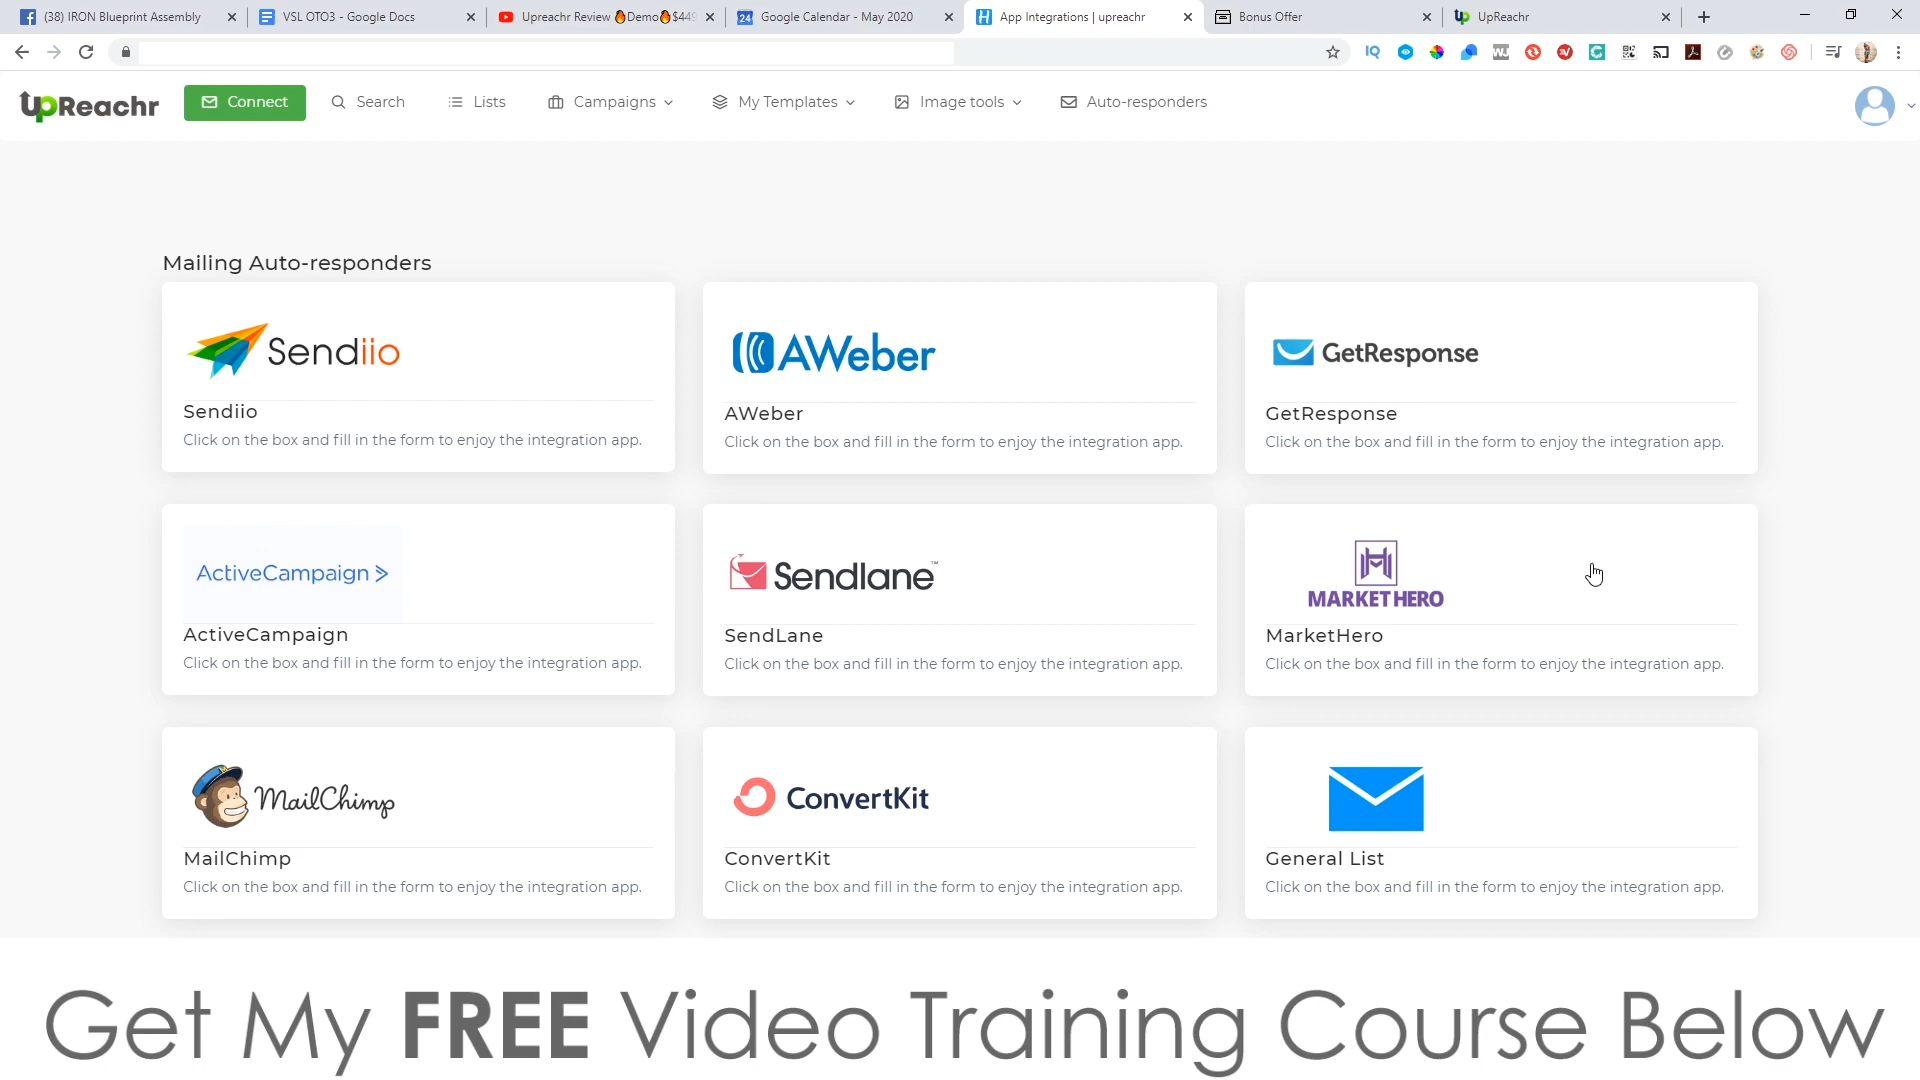 (38) IRON Blueprint Assembly
VSL OTO3 - Google Docs
Upreachr Review 🔥Demo🔥$449
24 Google Calendar - May 2020
App Integrations | upreachr
Bonus Offer
up UpReachr
UpReachr
Connect
Search
Lists
Campaigns
My Templates
Image tools
Auto-responders
Mailing Auto-responders
Sendiio
AWeber
GetResponse
Sendiio
AWeber
GetResponse
Click on the box and fill in the form to enjoy the integration app.
Click on the box and fill in the form to enjoy the integration app.
Click on the box and fill in the form to enjoy the integration app.
ActiveCampaign >
Sendlane™
MARKET HERO
ActiveCampaign
SendLane
MarketHero
Click on the box and fill in the form to enjoy the integration app.
Click on the box and fill in the form to enjoy the integration app.
Click on the box and fill in the form to enjoy the integration app.
MailChimp
ConvertKit
MailChimp
ConvertKit
General List
Click on the box and fill in the form to enjoy the integration app.
Click on the box and fill in the form to enjoy the integration app.
Click on the box and fill in the form to enjoy the integration app.
Get My FREE Video Training Course Below